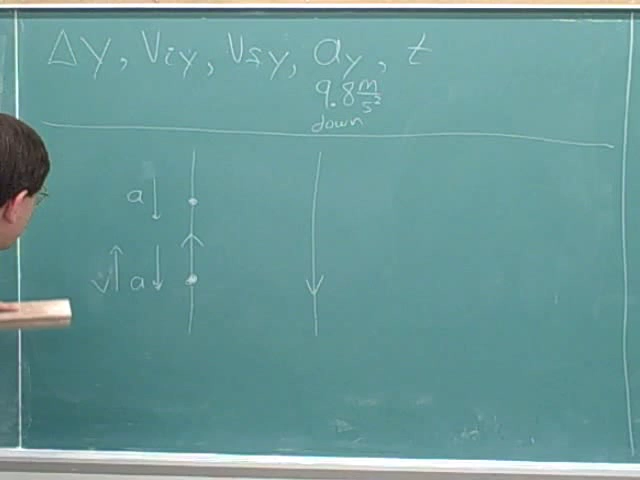 Δy, Viy, Vfy, ay, t
9.8 m/s²
down
a↓
v↑ a↓